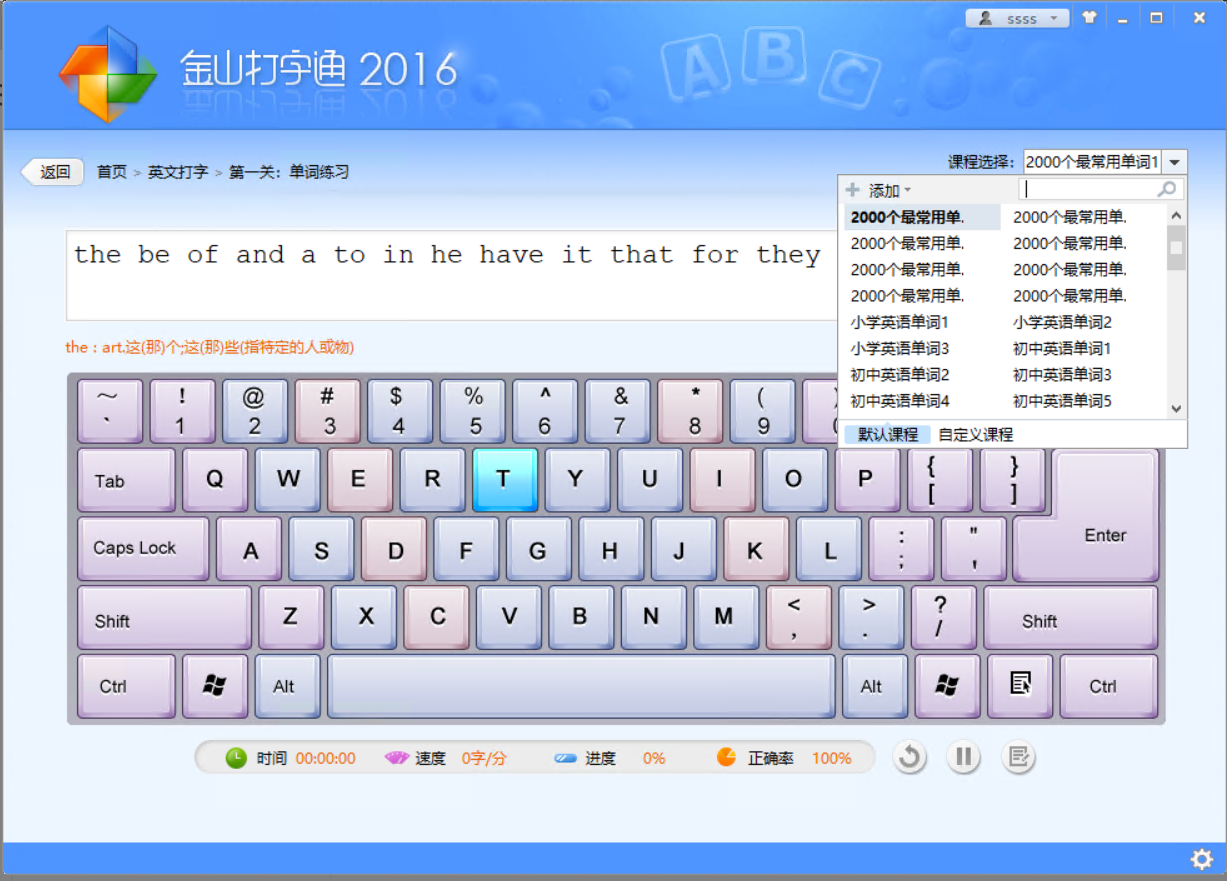 ssss
金山打字通 2016
A B C
返回 首页 > 英文打字 > 第一关：单词练习
课程选择： 2000个最常用单词1
添加
2000个最常用单. 2000个最常用单.
2000个最常用单. 2000个最常用单.
2000个最常用单. 2000个最常用单.
2000个最常用单. 2000个最常用单.
小学英语单词1 小学英语单词2
小学英语单词3 初中英语单词1
初中英语单词2 初中英语单词3
初中英语单词4 初中英语单词5
默认课程 自定义课程
the be of and a to in he have it that for they
the : art.这(那)个;这(那)些(指特定的人或物)
~ ! @ # $ % ^ & * (
` 1 2 3 4 5 6 7 8 9
Tab Q W E R T Y U I O P { [ } ]
Caps Lock A S D F G H J K L : ; " ' Enter
Shift Z X C V B N M < , > . ? / Shift
Ctrl Alt Alt Ctrl
时间 00:00:00 速度 0字/分 进度 0% 正确率 100%